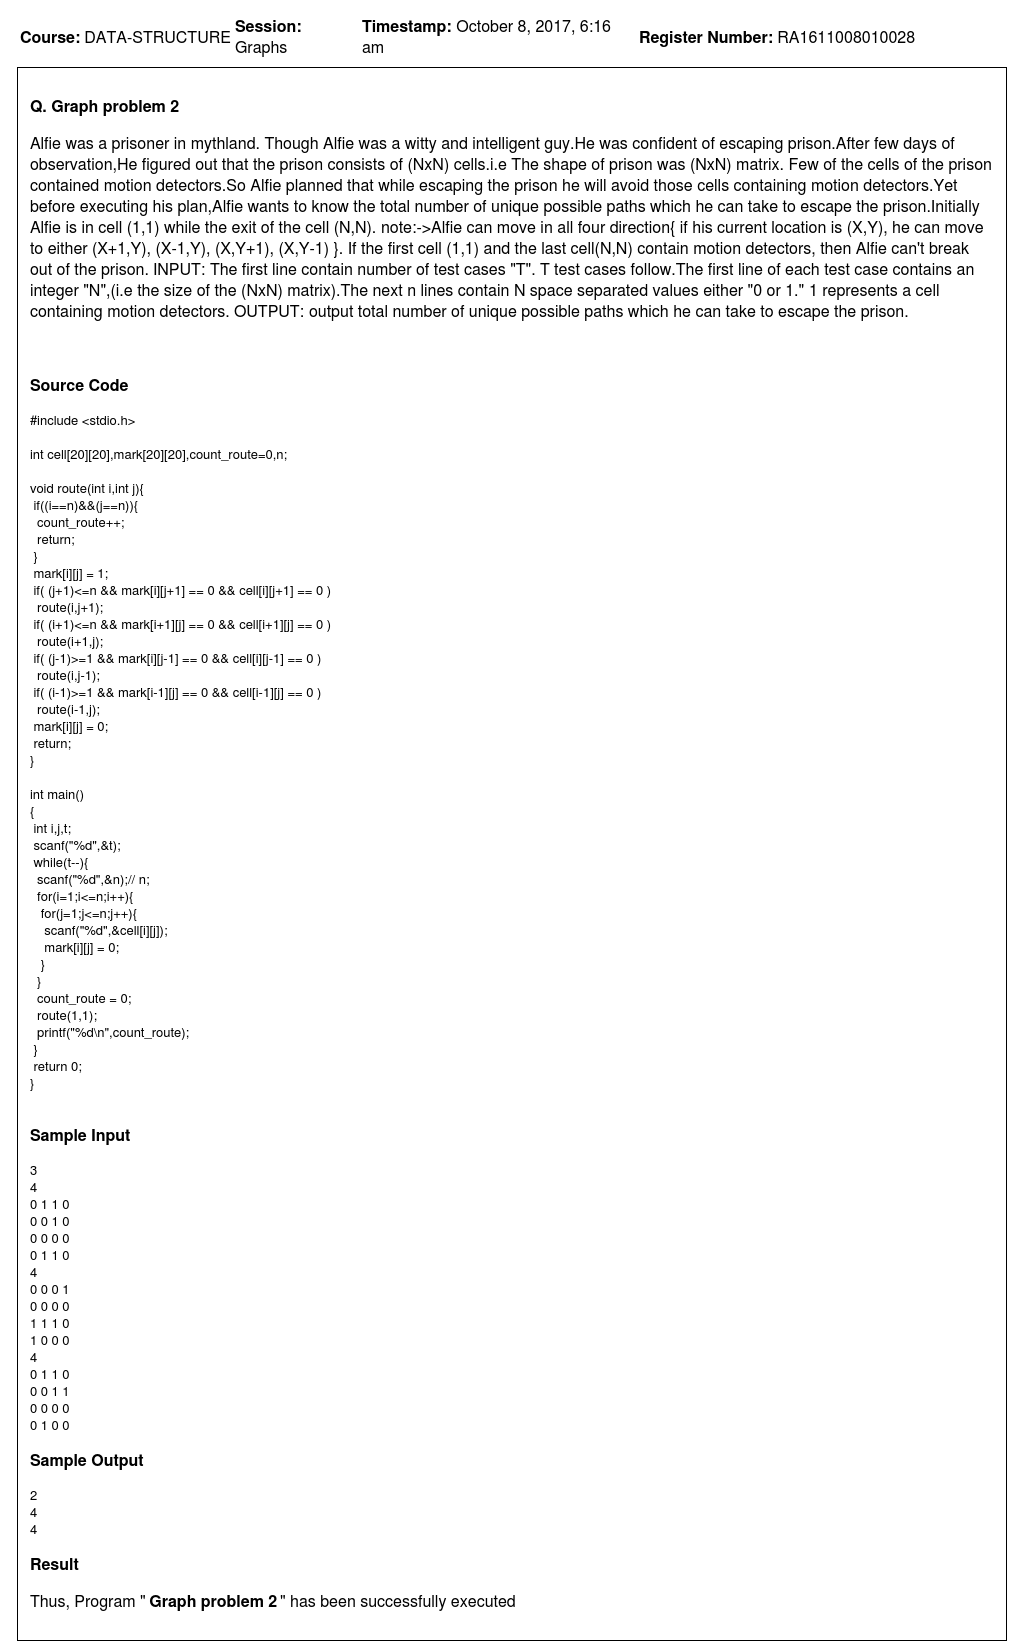 Course: DATA-STRUCTURE Session: Graphs Timestamp: October 8, 2017, 6:16 am Register Number: RA1611008010028
Q. Graph problem 2
Alfie was a prisoner in mythland. Though Alfie was a witty and intelligent guy.He was confident of escaping prison.After few days of
observation,He figured out that the prison consists of (NxN) cells.i.e The shape of prison was (NxN) matrix. Few of the cells of the prison
contained motion detectors.So Alfie planned that while escaping the prison he will avoid those cells containing motion detectors.Yet
before executing his plan,Alfie wants to know the total number of unique possible paths which he can take to escape the prison.Initially
Alfie is in cell (1,1) while the exit of the cell (N,N). note:->Alfie can move in all four direction{ if his current location is (X,Y), he can move
to either (X+1,Y), (X-1,Y), (X,Y+1), (X,Y-1) }. If the first cell (1,1) and the last cell(N,N) contain motion detectors, then Alfie can't break
out of the prison. INPUT: The first line contain number of test cases "T". T test cases follow.The first line of each test case contains an
integer "N",(i.e the size of the (NxN) matrix).The next n lines contain N space separated values either "0 or 1." 1 represents a cell
containing motion detectors. OUTPUT: output total number of unique possible paths which he can take to escape the prison.
Source Code
#include <stdio.h>
int cell[20][20],mark[20][20],count_route=0,n;
void route(int i,int j){
if((i==n)&&(j==n)){
count_route++;
return;
}
mark[i][j] = 1;
if( (j+1)<=n && mark[i][j+1] == 0 && cell[i][j+1] == 0 )
route(i,j+1);
if( (i+1)<=n && mark[i+1][j] == 0 && cell[i+1][j] == 0 )
route(i+1,j);
if( (j-1)>=1 && mark[i][j-1] == 0 && cell[i][j-1] == 0 )
route(i,j-1);
if( (i-1)>=1 && mark[i-1][j] == 0 && cell[i-1][j] == 0 )
route(i-1,j);
mark[i][j] = 0;
return;
}
int main()
{
int i,j,t;
scanf("%d",&t);
while(t--){
scanf("%d",&n);// n;
for(i=1;i<=n;i++){
for(j=1;j<=n;j++){
scanf("%d",&cell[i][j]);
mark[i][j] = 0;
}
}
count_route = 0;
route(1,1);
printf("%d\n",count_route);
}
return 0;
}
Sample Input
3
4
0 1 1 0
0 0 1 0
0 0 0 0
0 1 1 0
4
0 0 0 1
0 0 0 0
1 1 1 0
1 0 0 0
4
0 1 1 0
0 0 1 1
0 0 0 0
0 1 0 0
Sample Output
2
4
4
Result
Thus, Program " Graph problem 2 " has been successfully executed